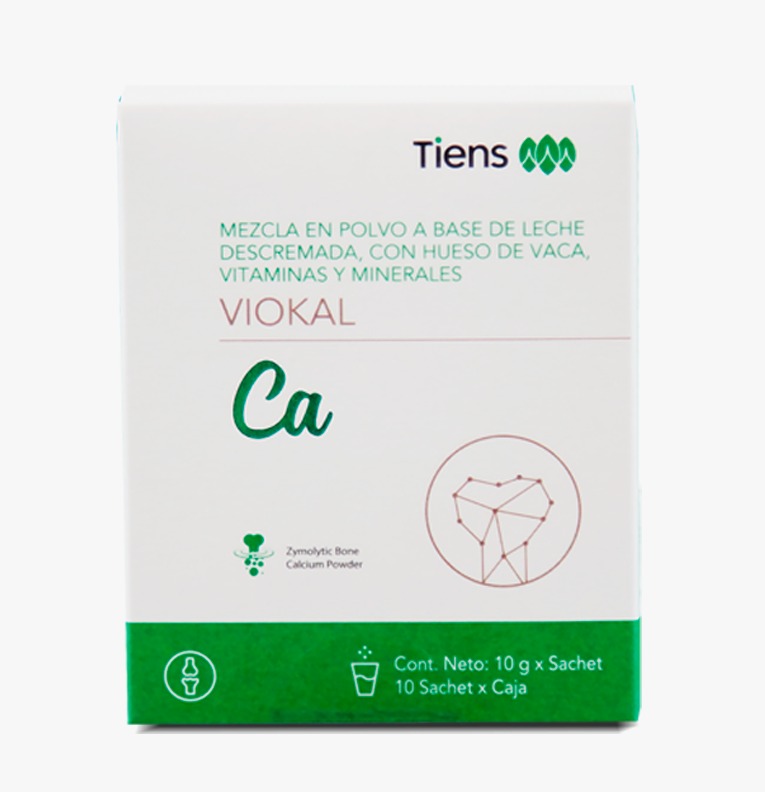 Tiens
MEZCLA EN POLVO A BASE DE LECHE
DESCREMADA, CON HUESO DE VACA,
VITAMINAS Y MINERALES
VIOKAL
Ca
Zymolytic Bone
Calcium Powder
Cont. Neto: 10 g x Sachet
10 Sachet x Caja